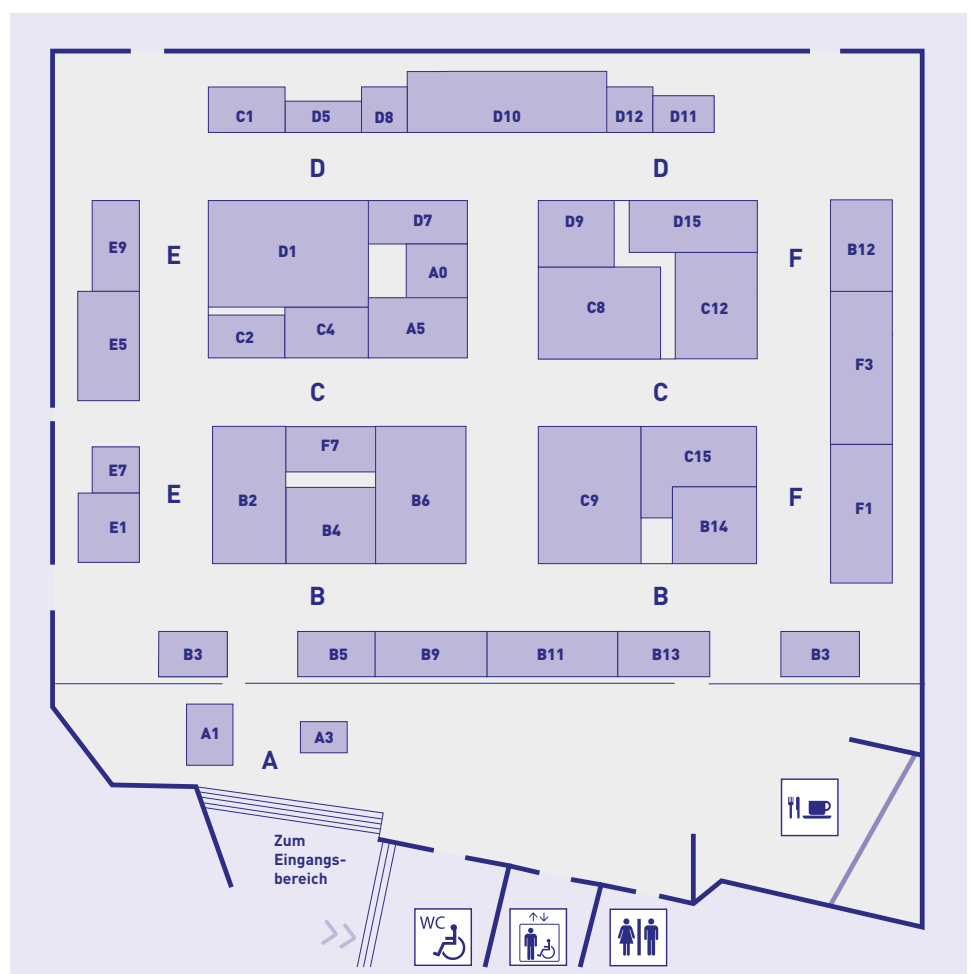 C1
D5
D8
D10
D12
D11
D
D
E9
E
D1
D7
A0
D9
D15
F
B12
E5
C2
C4
A5
C8
C12
F3
C
C
E7
E1
E
B2
F7
B4
B6
C9
C15
B14
F
F1
B
B
B3
B5
B9
B11
B13
B3
A1
A3
A
Zum
Eingangs-
bereich
WC